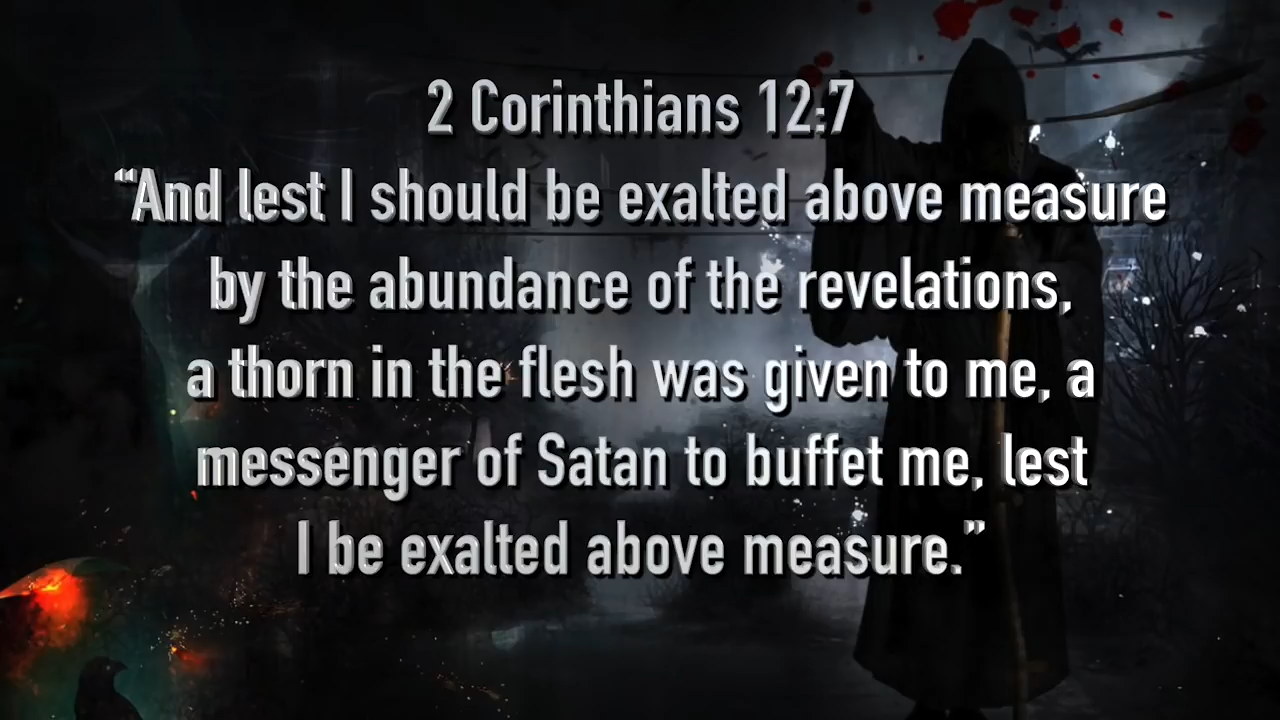 2 Corinthians 12:7
“And lest I should be exalted above measure
by the abundance of the revelations,
a thorn in the flesh was given to me, a
messenger of Satan to buffet me, lest
I be exalted above measure.”